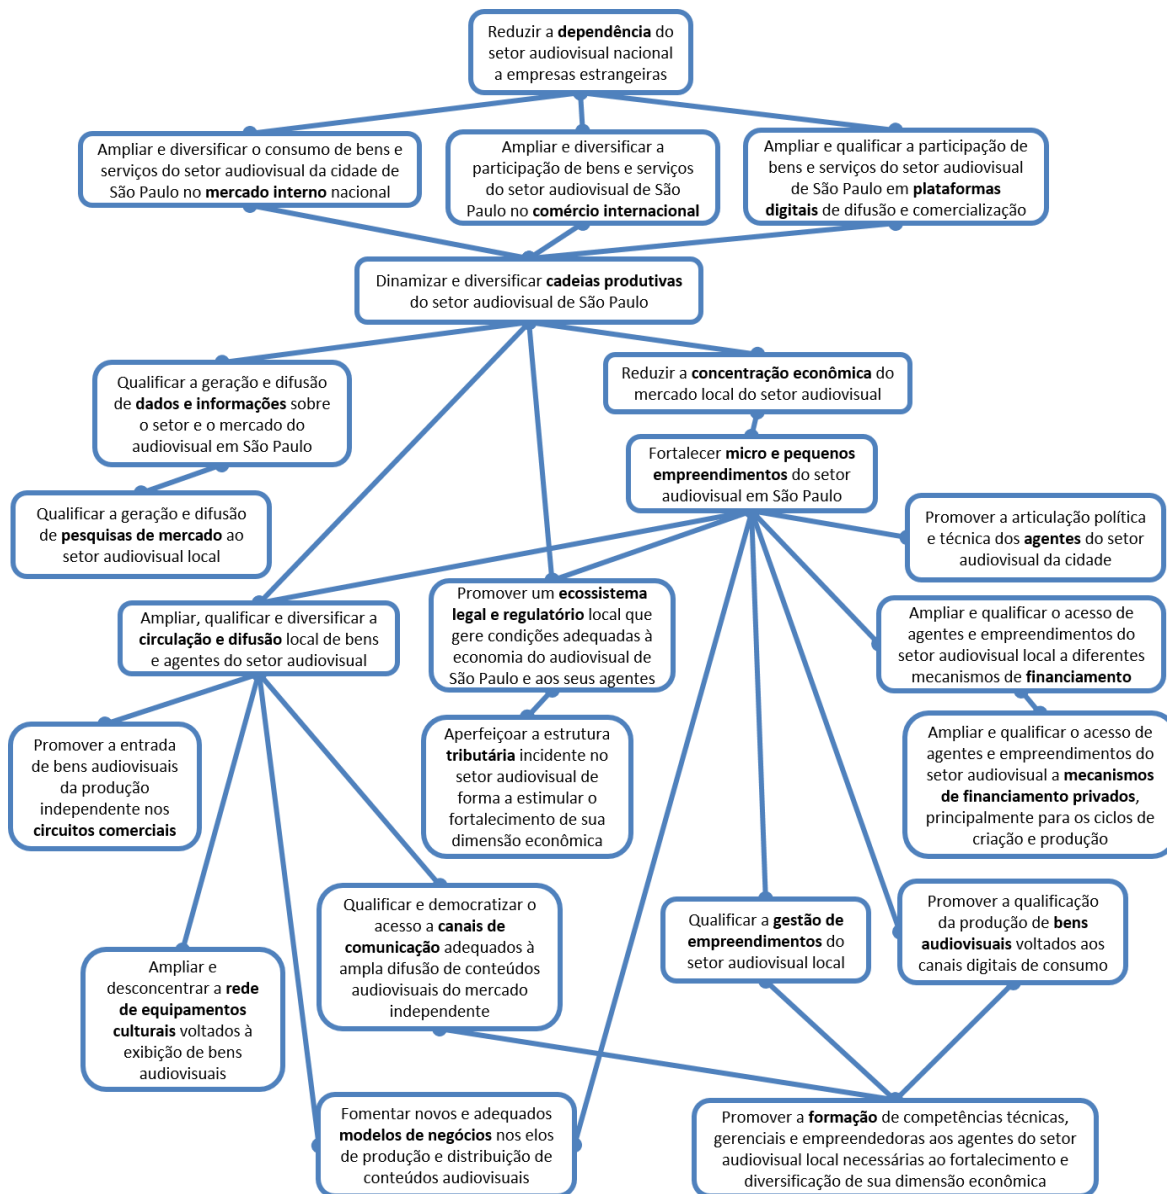 Reduzir a dependência do
setor audiovisual nacional
a empresas estrangeiras
Ampliar e diversificar o consumo de bens e
serviços do setor audiovisual da cidade de
São Paulo no mercado interno nacional
Ampliar e diversificar a
participação de bens e serviços
do setor audiovisual de São
Paulo no comércio internacional
Ampliar e qualificar a participação de
bens e serviços do setor audiovisual
de São Paulo em plataformas
digitais de difusão e comercialização
Dinamizar e diversificar cadeias produtivas
do setor audiovisual de São Paulo
Qualificar a geração e difusão
de dados e informações sobre
o setor e o mercado do
audiovisual em São Paulo
Reduzir a concentração econômica do
mercado local do setor audiovisual
Fortalecer micro e pequenos
empreendimentos do setor
audiovisual em São Paulo
Qualificar a geração e difusão
de pesquisas de mercado ao
setor audiovisual local
Promover a articulação política
e técnica dos agentes do setor
audiovisual da cidade
Ampliar, qualificar e diversificar a
circulação e difusão local de bens
e agentes do setor audiovisual
Promover um ecossistema
legal e regulatório local que
gere condições adequadas à
economia do audiovisual de
São Paulo e aos seus agentes
Ampliar e qualificar o acesso de
agentes e empreendimentos do
setor audiovisual local a diferentes
mecanismos de financiamento
Promover a entrada
de bens audiovisuais
da produção
independente nos
circuitos comerciais
Aperfeiçoar a estrutura
tributária incidente no
setor audiovisual de
forma a estimular o
fortalecimento de sua
dimensão econômica
Ampliar e qualificar o acesso de
agentes e empreendimentos do
setor audiovisual a mecanismos
de financiamento privados,
principalmente para os ciclos de
criação e produção
Qualificar e democratizar o
acesso a canais de
comunicação adequados à
ampla difusão de conteúdos
audiovisuais do mercado
independente
Qualificar a gestão de
empreendimentos do
setor audiovisual local
Promover a qualificação
da produção de bens
audiovisuais voltados aos
canais digitais de consumo
Ampliar e
desconcentrar a rede
de equipamentos
culturais voltados à
exibição de bens
audiovisuais
Fomentar novos e adequados
modelos de negócios nos elos
de produção e distribuição de
conteúdos audiovisuais
Promover a formação de competências técnicas,
gerenciais e empreendedoras aos agentes do setor
audiovisual local necessárias ao fortalecimento e
diversificação de sua dimensão econômica